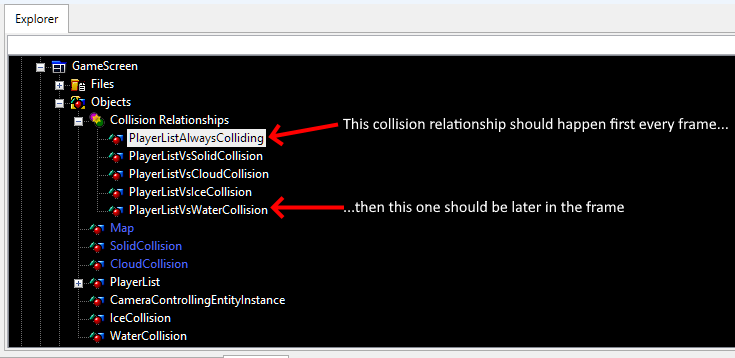 Explorer
GameScreen
Files
Objects
Collision Relationships
PlayerListAlwaysColliding
This collision relationship should happen first every frame...
PlayerListVsSolidCollision
PlayerListVsCloudCollision
PlayerListVsIceCollision
PlayerListVsWaterCollision
...then this one should be later in the frame
Map
SolidCollision
CloudCollision
PlayerList
CameraControllingEntityInstance
IceCollision
WaterCollision